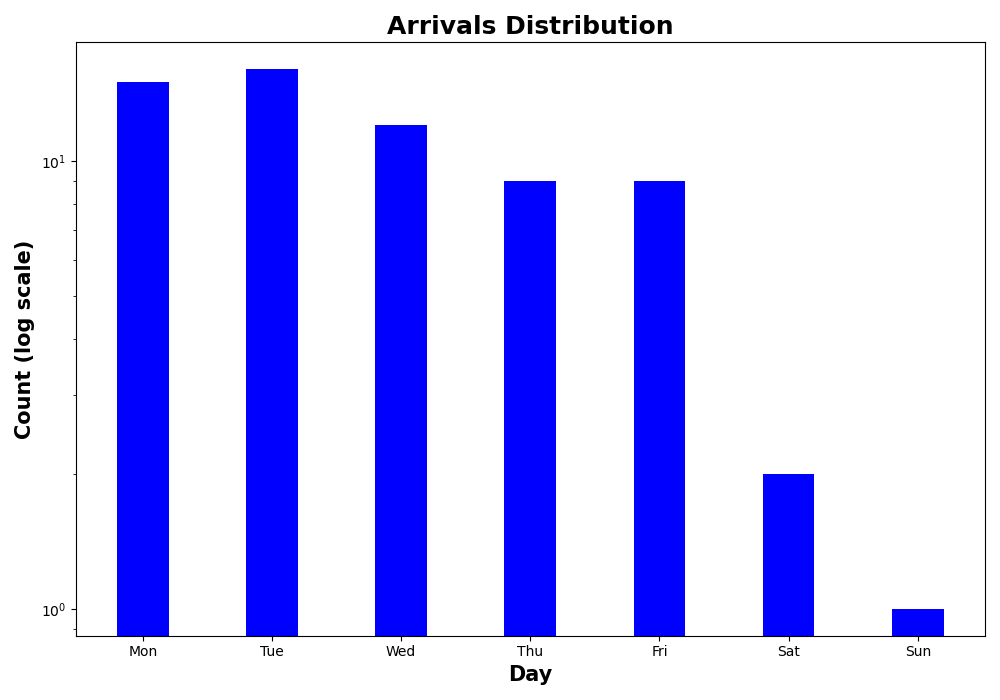 Arrivals Distribution
Count (log scale)
10¹
10⁰
Mon Tue Wed Thu Fri Sat Sun
Day